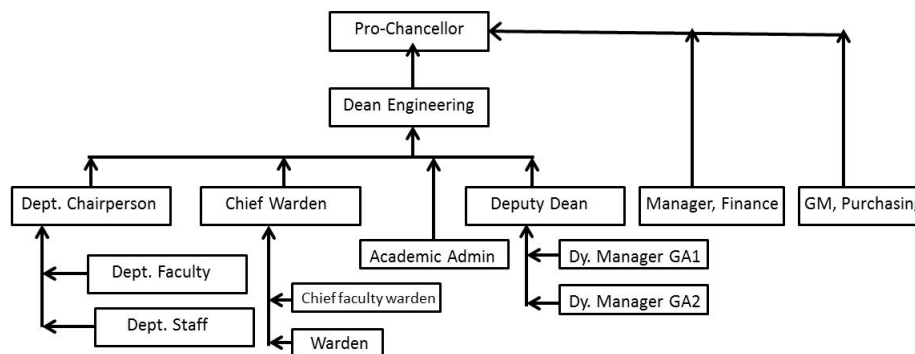 Pro-Chancellor
Dean Engineering
Dept. Chairperson
Chief Warden
Deputy Dean
Manager, Finance
GM, Purchasing
Academic Admin
Dy. Manager GA1
Dept. Faculty
Chief faculty warden
Dy. Manager GA2
Dept. Staff
Warden